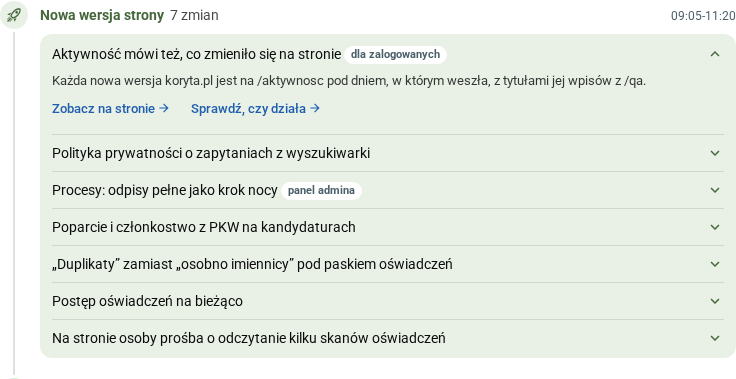 Nowa wersja strony 7 zmian 09:05-11:20
Aktywność mówi też, co zmieniło się na stronie dla zalogowanych
Każda nowa wersja koryta.pl jest na /aktywnosc pod dniem, w którym weszła, z tytułami jej wpisów z /qa.
Zobacz na stronie → Sprawdź, czy działa →
Polityka prywatności o zapytaniach z wyszukiwarki
Procesy: odpisy pełne jako krok nocy panel admina
Poparcie i członkostwo z PKW na kandydaturach
„Duplikaty” zamiast „osobno imiennicy” pod paskiem oświadczeń
Postęp oświadczeń na bieżąco
Na stronie osoby prośba o odczytanie kilku skanów oświadczeń